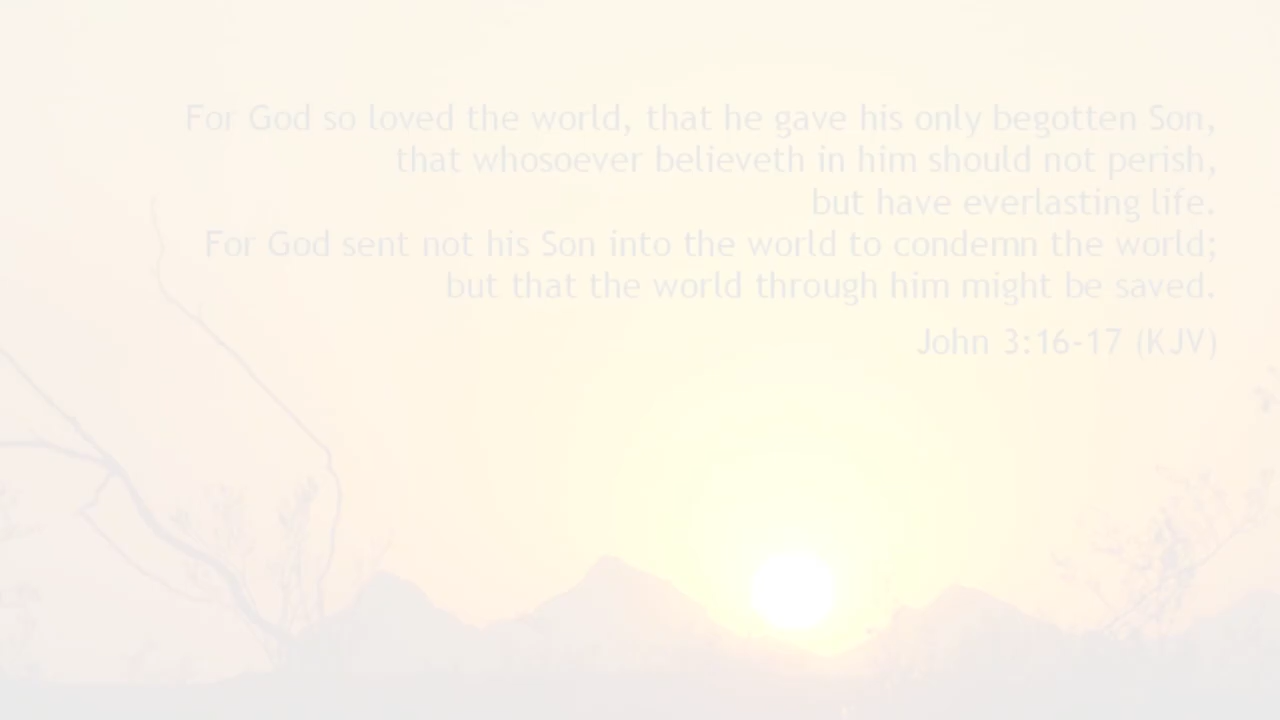 For God so loved the world, that he gave his only begotten Son,
that whosoever believeth in him should not perish,
but have everlasting life.
For God sent not his Son into the world to condemn the world;
but that the world through him might be saved.
John 3:16-17 (KJV)